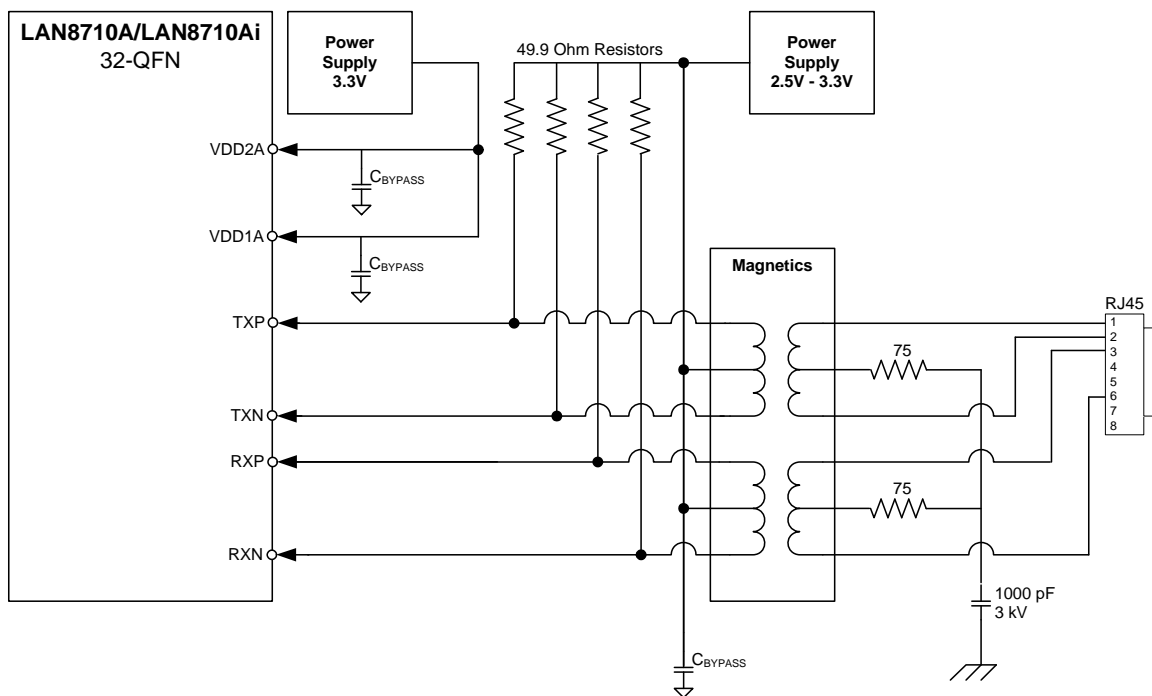 LAN8710A/LAN8710Ai
32-QFN
Power
Supply
3.3V
49.9 Ohm Resistors
Power
Supply
2.5V - 3.3V
VDD2A
CBYPASS
VDD1A
CBYPASS
Magnetics
RJ45
TXP
1
2
3
4
5
6
7
8
75
TXN
RXP
75
RXN
1000 pF
3 kV
CBYPASS